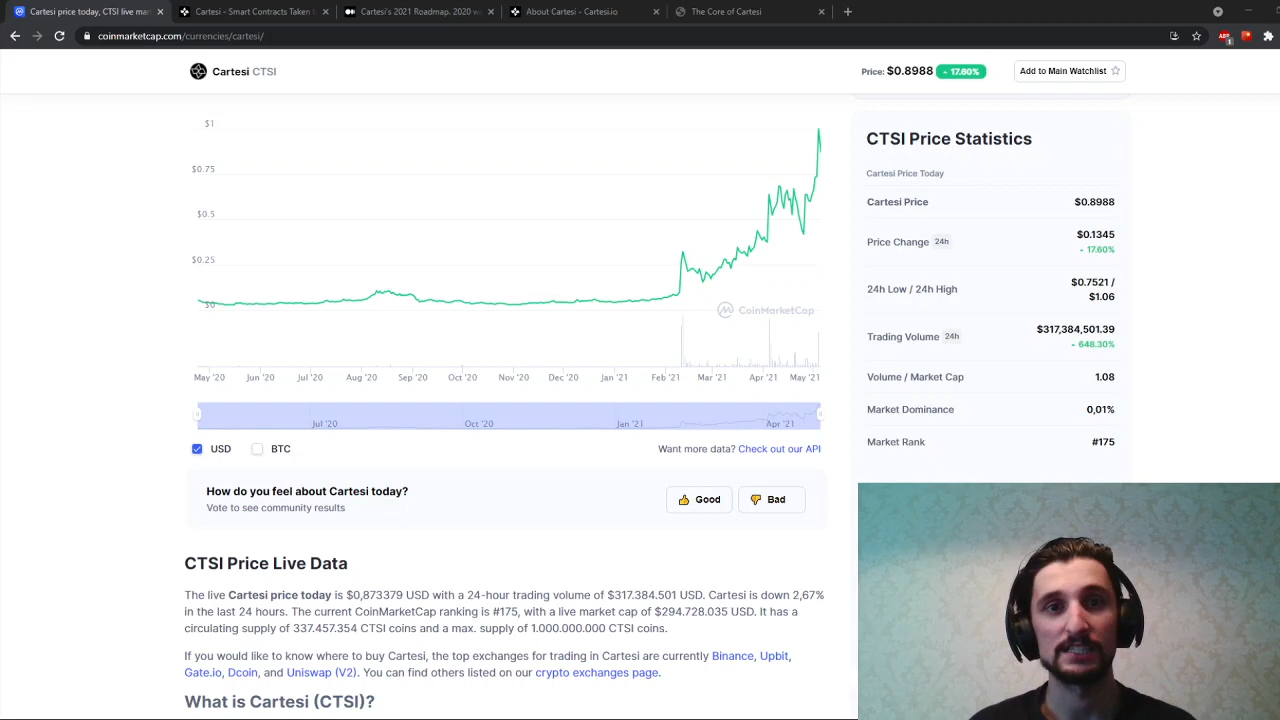 Cartesi price today, CTSI live mar
Cartesi - Smart Contracts Taken t
Cartesi's 2021 Roadmap. 2020 w
About Cartesi - Cartesi.io
The Core of Cartesi
coinmarketcap.com/currencies/cartesi/
ABP
1
Cartesi CTSI
Price: $0.8988 17.60%
Add to Main Watchlist
$1
$0.75
$0.5
$0.25
$0
CoinMarketCap
May '20 Jun '20 Jul '20 Aug '20 Sep '20 Oct '20 Nov '20 Dec '20 Jan '21 Feb '21 Mar '21 Apr '21 May '21
Jul '20 Oct '20 Jan '21 Apr '21
USD BTC
Want more data? Check out our API
How do you feel about Cartesi today?
Vote to see community results
Good Bad
CTSI Price Live Data
The live Cartesi price today is $0,873379 USD with a 24-hour trading volume of $317.384.501 USD. Cartesi is down 2,67%
in the last 24 hours. The current CoinMarketCap ranking is #175, with a live market cap of $294.728.035 USD. It has a
circulating supply of 337.457.354 CTSI coins and a max. supply of 1.000.000.000 CTSI coins.
If you would like to know where to buy Cartesi, the top exchanges for trading in Cartesi are currently Binance, Upbit,
Gate.io, Dcoin, and Uniswap (V2). You can find others listed on our crypto exchanges page.
What is Cartesi (CTSI)?
CTSI Price Statistics
Cartesi Price Today
Cartesi Price $0.8988
Price Change 24h $0.1345
17.60%
24h Low / 24h High $0.7521 /
$1.06
Trading Volume 24h $317,384,501.39
648.30%
Volume / Market Cap 1.08
Market Dominance 0,01%
Market Rank #175